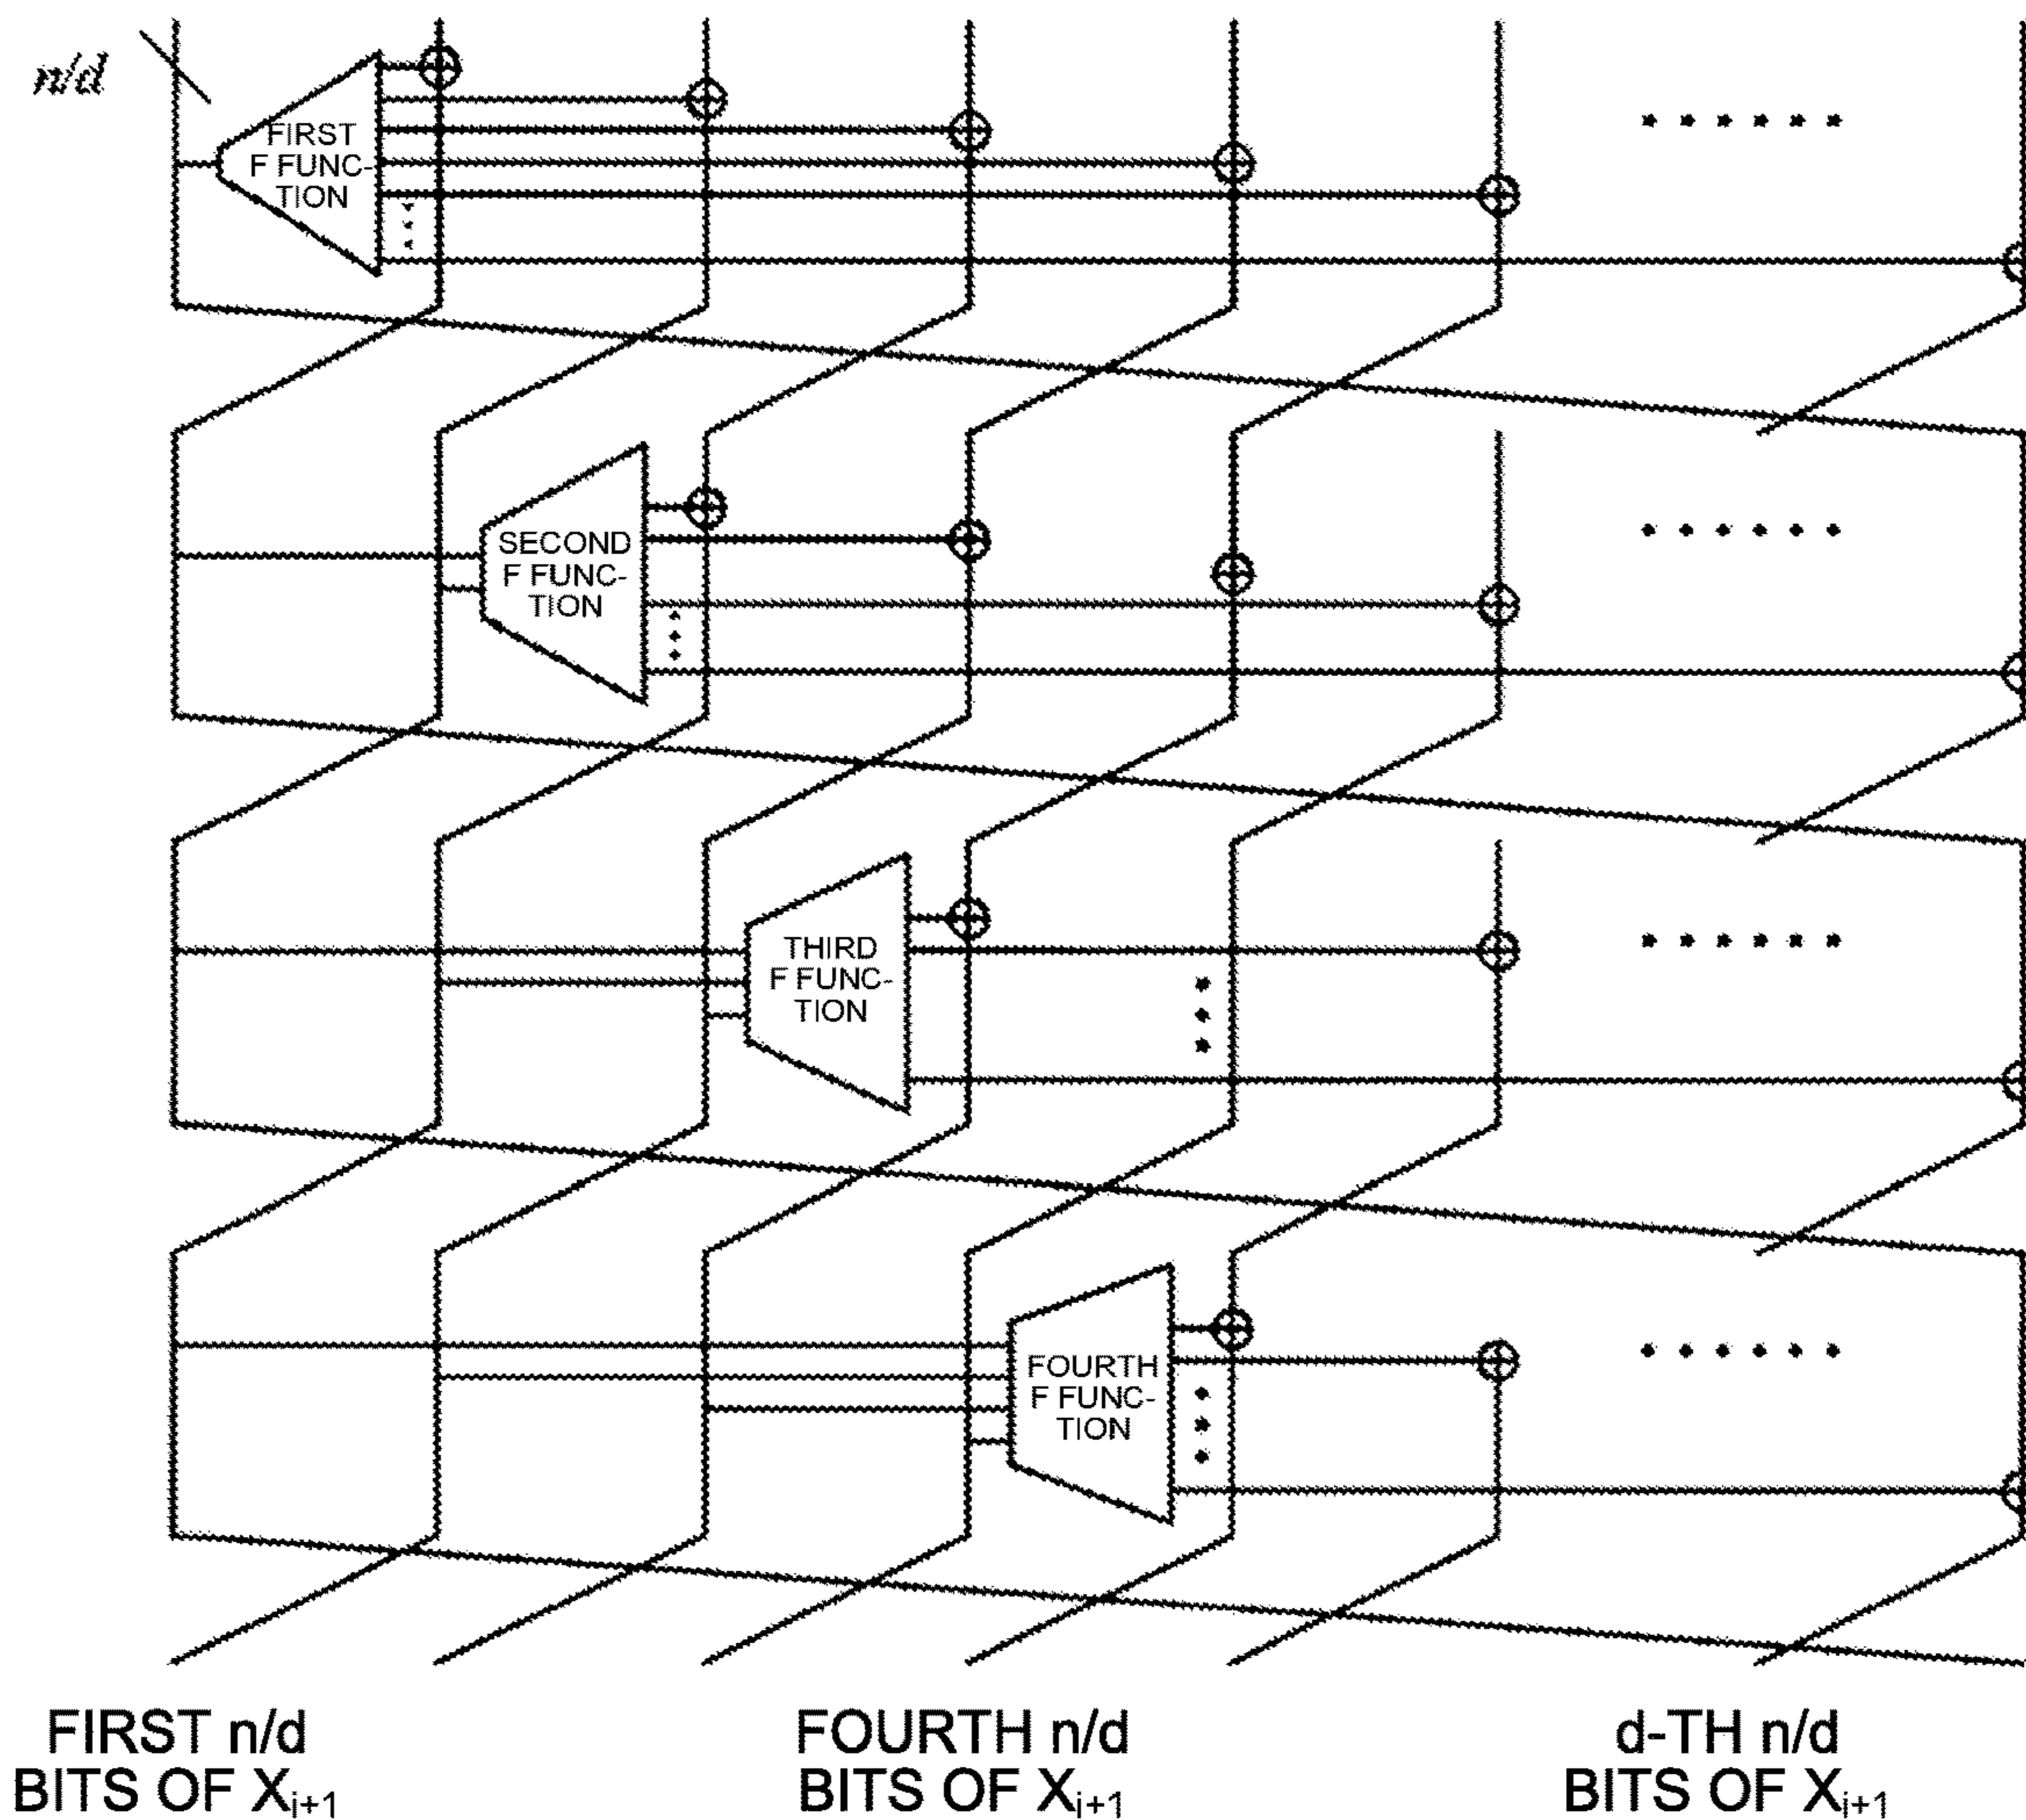 n/d
FIRST
F FUNC-
TION
SECOND
F FUNC-
TION
THIRD
F FUNC-
TION
FOURTH
F FUNC-
TION
FIRST n/d
BITS OF Xi+1
FOURTH n/d
BITS OF Xi+1
d-TH n/d
BITS OF Xi+1